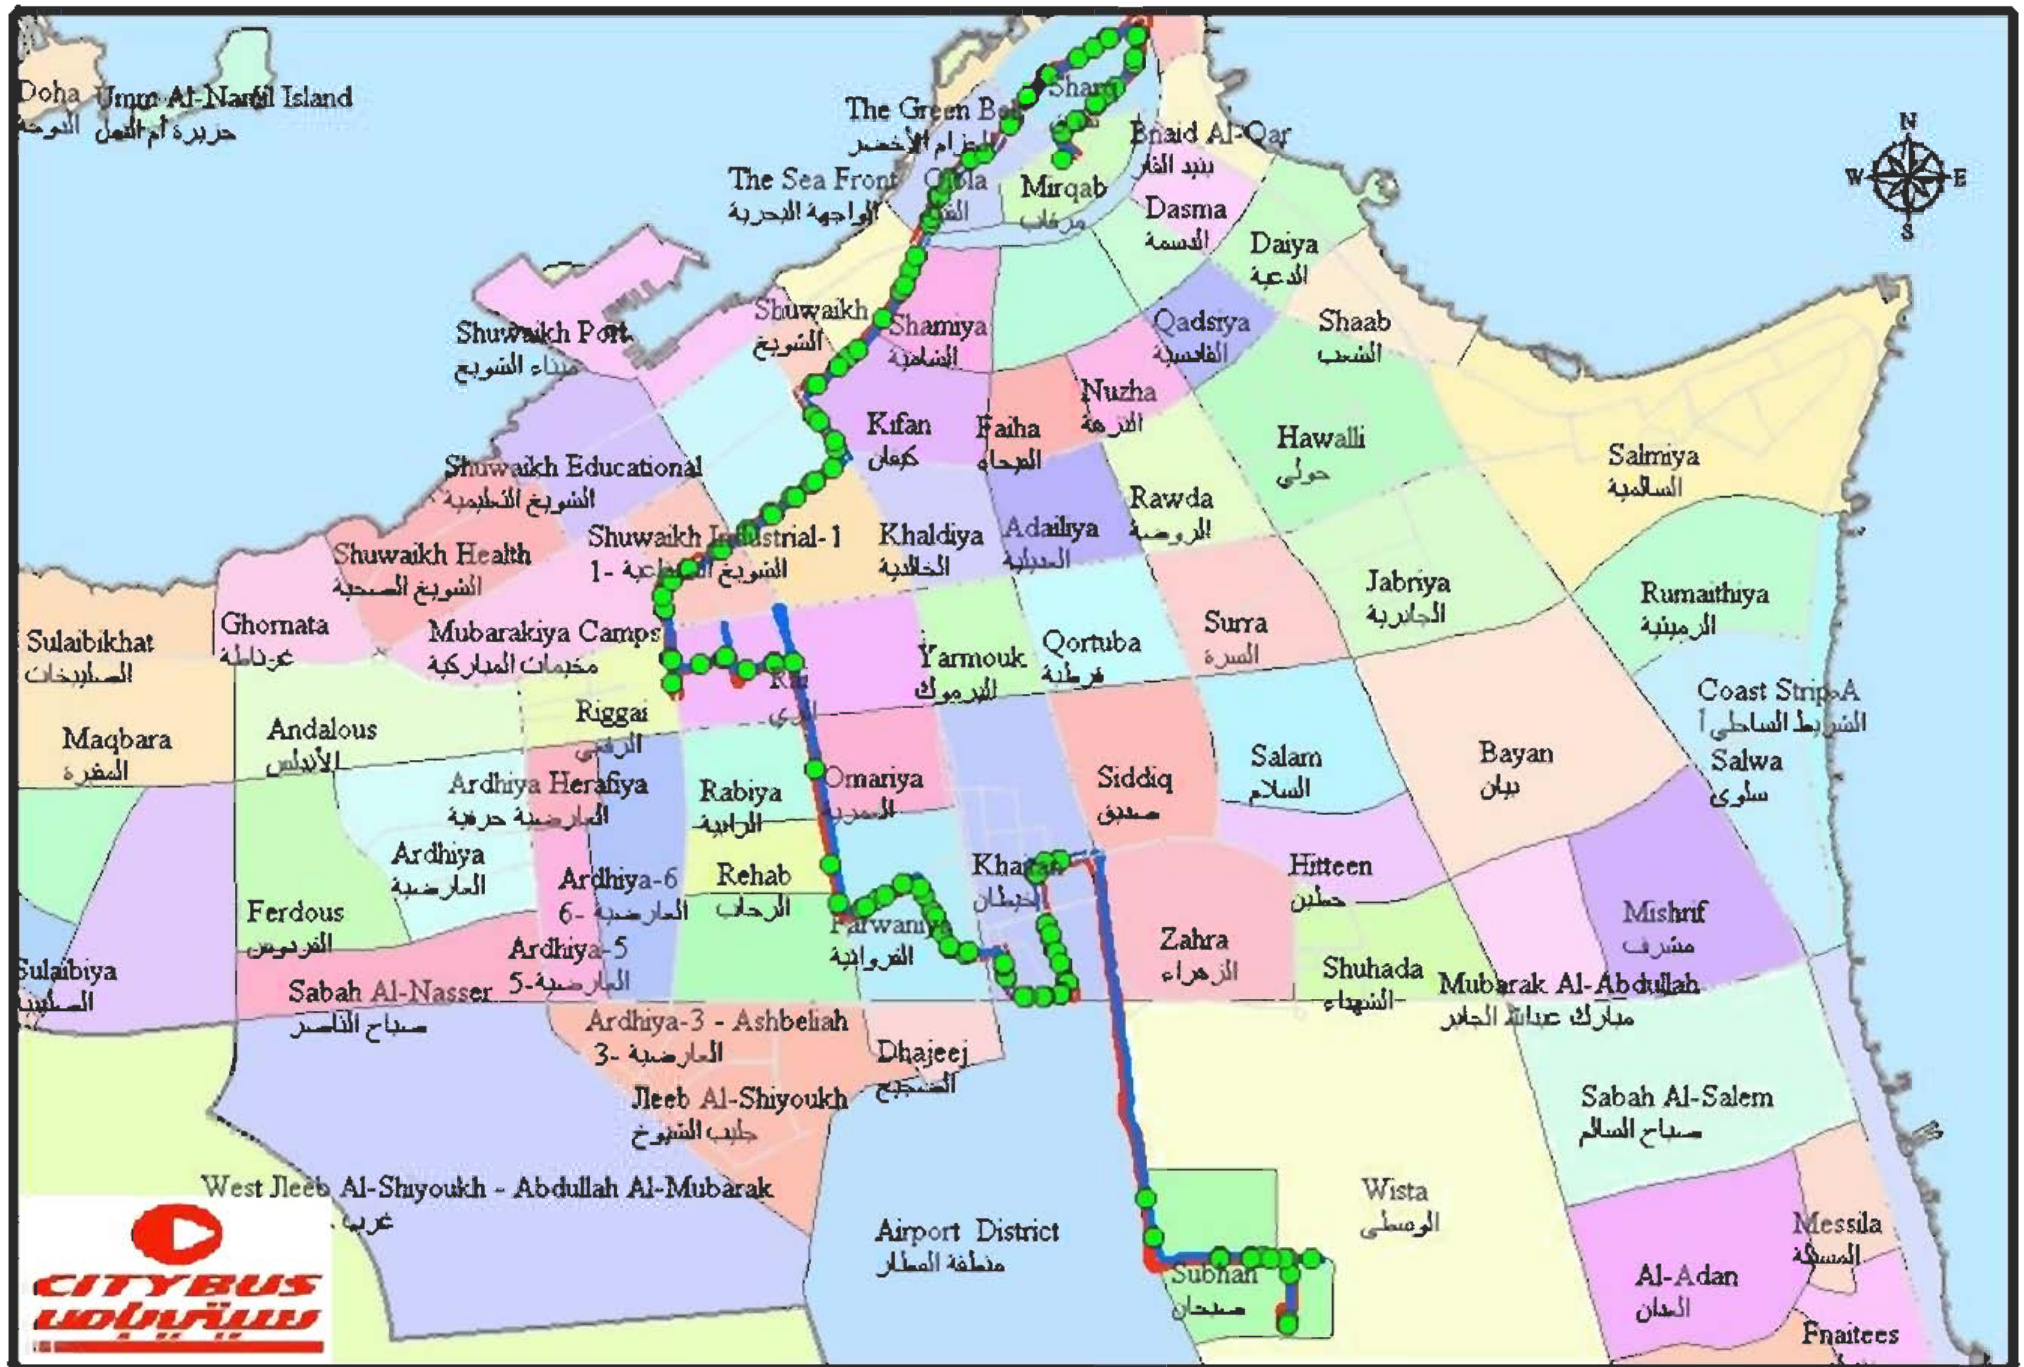 Doha
الدوحة
Umm Al-Namil Island
جزيرة أم النمل
The Green Belt
الحزام الأخضر
Sharq
شرق
Bnaid Al-Qar
بنيد القار
N
W
E
S
The Sea Front
الواجهة البحرية
Qibla
Mirqab
مرقاب
Dasma
الدسمة
Daiya
الدعية
Shuwaikh Port
ميناء الشويخ
Shuwaikh
الشويخ
Shamiya
الشامية
Qadsiya
القادسية
Shaab
الشعب
Kifan
كيفان
Faiha
الفيحاء
Nuzha
النزهة
Hawalli
حولي
Salmiya
السالمية
Shuwaikh Educational
الشويخ التعليمية
Rawda
الروضة
Shuwaikh Industrial-1
الشويخ الصناعية -1
Khaldiya
الخالدية
Adailiya
العديلية
Shuwaikh Health
الشويخ الصحية
Jabriya
الجابرية
Rumaithiya
الرميثية
Ghornata
غرناطة
Sulaibikhat
الصليبخات
Mubarakiya Camps
مخيمات المباركية
Yarmouk
اليرموك
Qortuba
قرطبة
Surra
السرة
Riggai
الرقعي
Rai
الري
Coast Strip-A
الشريط الساحلي أ
Maqbara
المقبرة
Andalous
الأندلس
Ardhiya Herafiya
العارضية حرفية
Rabiya
الرابية
Omariya
العمرية
Siddiq
صديق
Salam
السلام
Bayan
بيان
Salwa
سلوى
Ardhiya
العارضية
Ardhiya-6
العارضية -6
Rehab
الرحاب
Khaitan
خيطان
Hitteen
حطين
Ferdous
الفردوس
Farwaniya
الفروانية
Mishrif
مشرف
Sulaibiya
Ardhiya-5
العارضية-5
Zahra
الزهراء
Shuhada
الشهداء
Sabah Al-Nasser
صباح الناصر
Mubarak Al-Abdullah
مبارك عبدالله الجابر
Ardhiya-3 - Ashbeliah
العارضية -3
Dhajeej
الضجيج
Jleeb Al-Shiyoukh
جليب الشيوخ
Sabah Al-Salem
صباح السالم
West Jleeb Al-Shiyoukh - Abdullah Al-Mubarak
غرب
Wista
الوسطى
Airport District
منطقة المطار
Messila
المسيلة
Subhan
صبحان
Al-Adan
العدان
Fnaitees
CITYBUS
سيتيباص